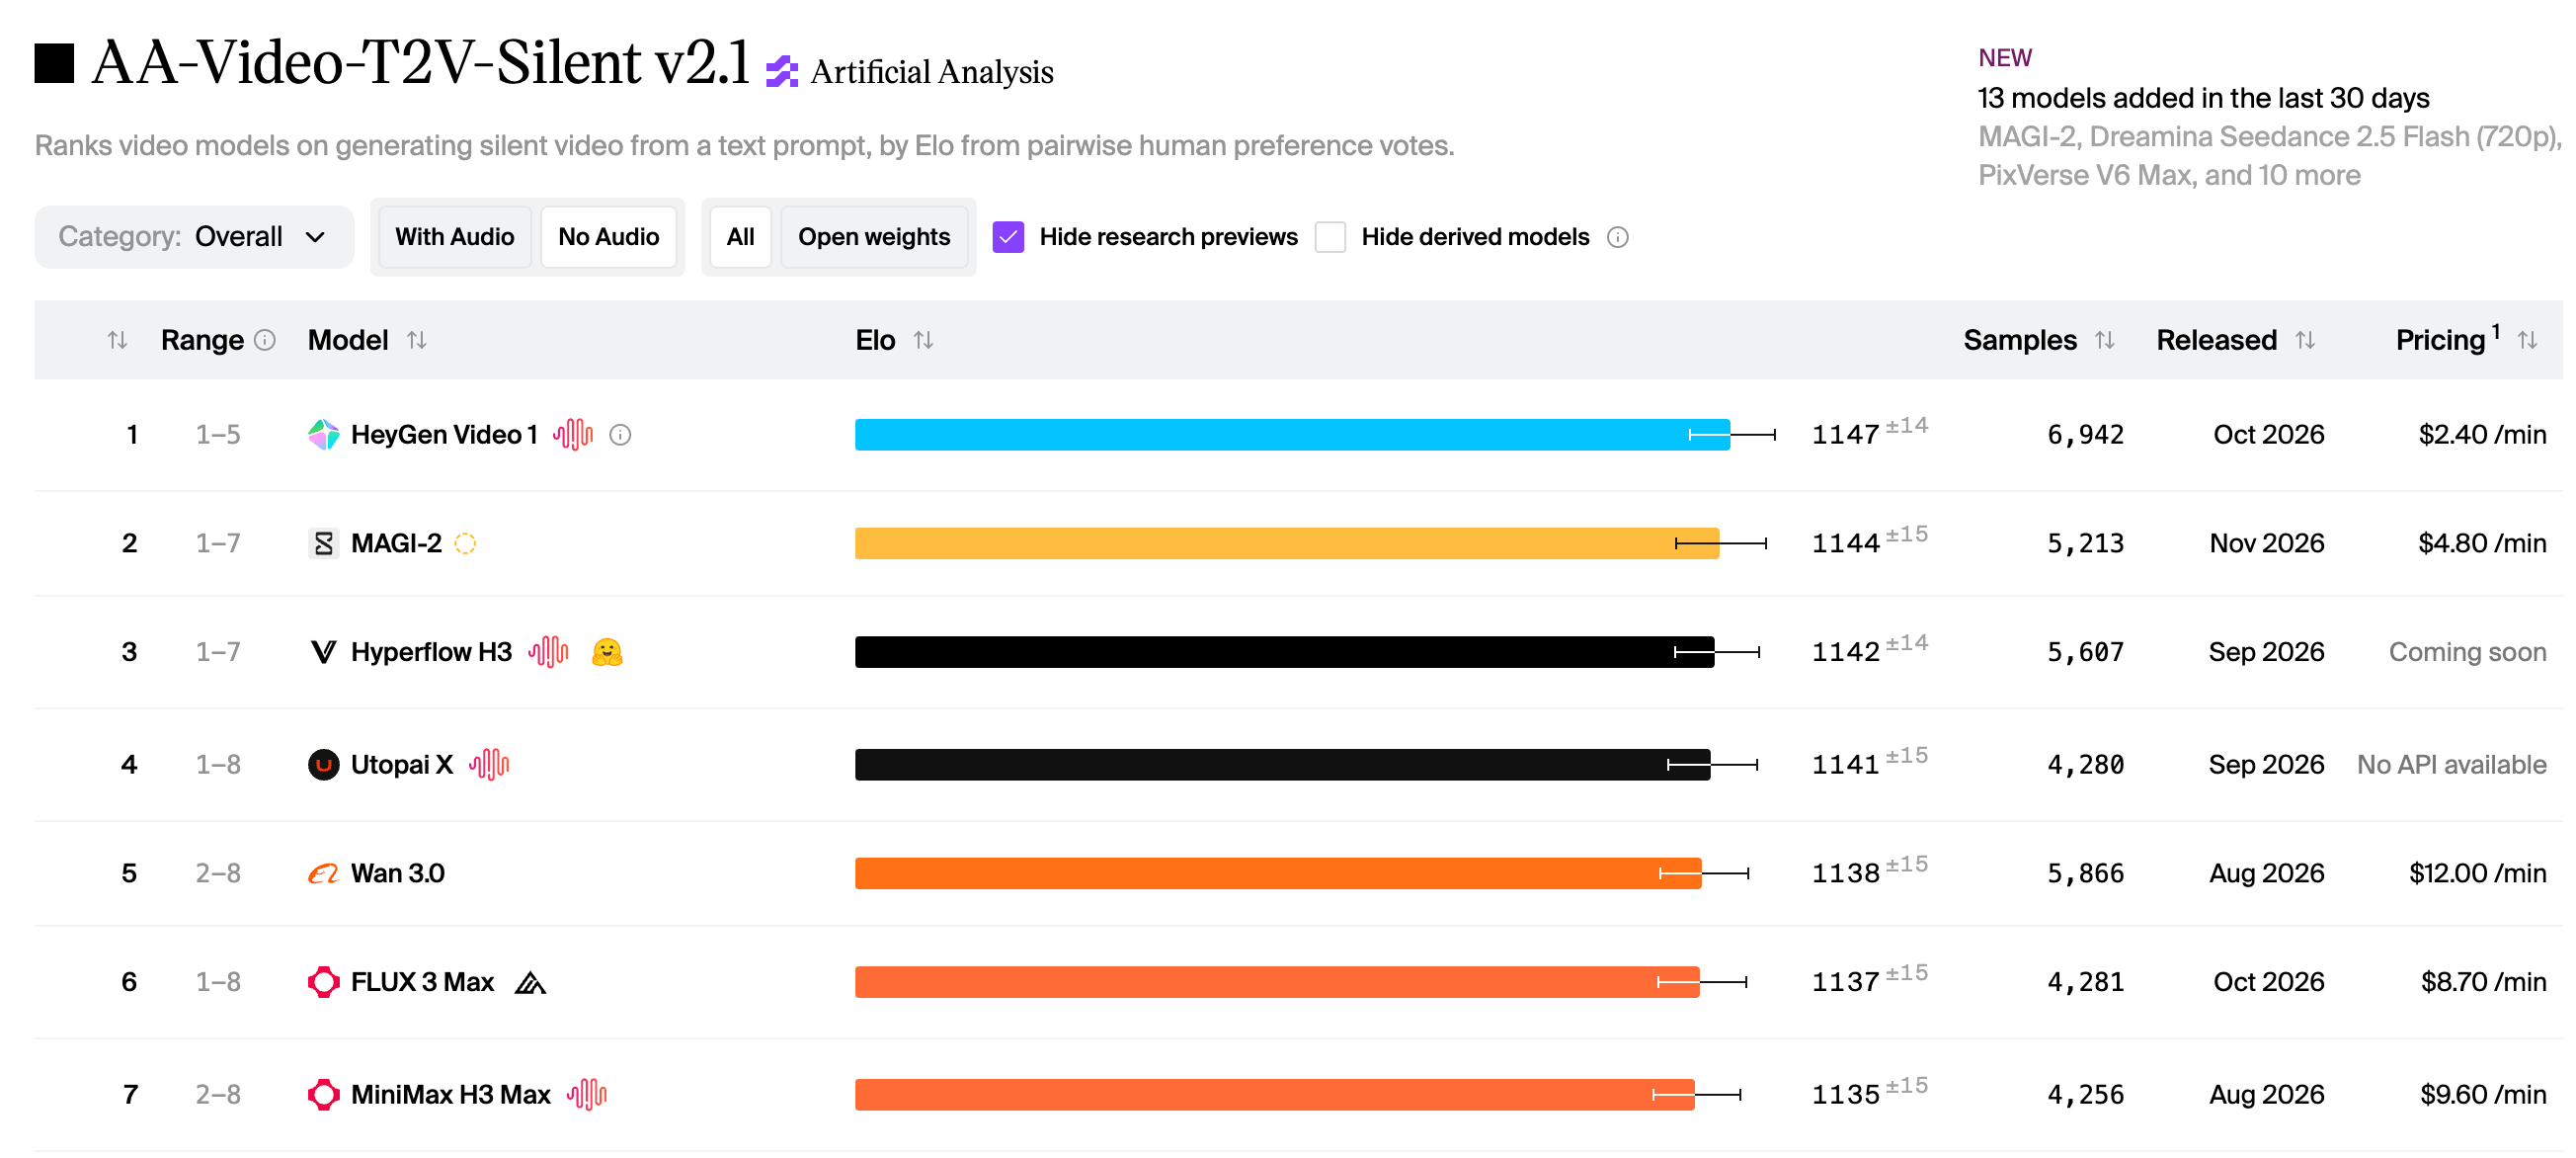 AA-Video-T2V-Silent v2.1 Artificial Analysis
Ranks video models on generating silent video from a text prompt, by Elo from pairwise human preference votes.
NEW
13 models added in the last 30 days
MAGI-2, Dreamina Seedance 2.5 Flash (720p),
PixVerse V6 Max, and 10 more
Category: Overall With Audio No Audio All Open weights Hide research previews Hide derived models
Range Model Elo Samples Released Pricing 1
1 1–5 HeyGen Video 1 1147 ±14 6,942 Oct 2026 $2.40 /min
2 1–7 MAGI-2 1144 ±15 5,213 Nov 2026 $4.80 /min
3 1–7 Hyperflow H3 1142 ±14 5,607 Sep 2026 Coming soon
4 1–8 Utopai X 1141 ±15 4,280 Sep 2026 No API available
5 2–8 Wan 3.0 1138 ±15 5,866 Aug 2026 $12.00 /min
6 1–8 FLUX 3 Max 1137 ±15 4,281 Oct 2026 $8.70 /min
7 2–8 MiniMax H3 Max 1135 ±15 4,256 Aug 2026 $9.60 /min